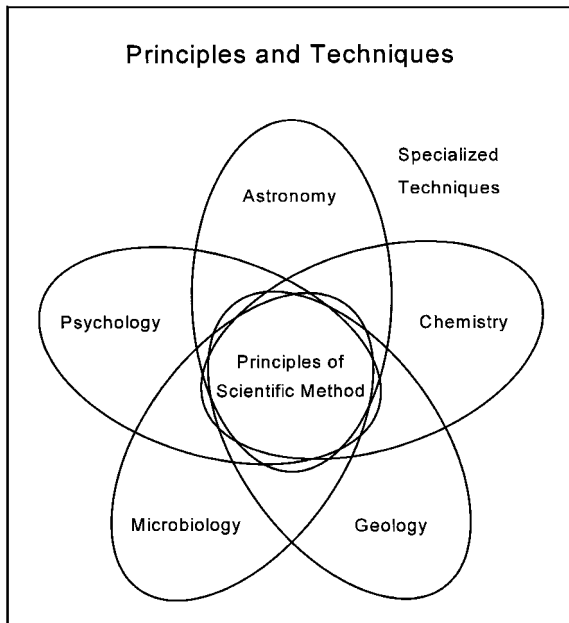 Principles and Techniques
Specialized
Techniques
Astronomy
Psychology
Chemistry
Principles of
Scientific Method
Microbiology
Geology